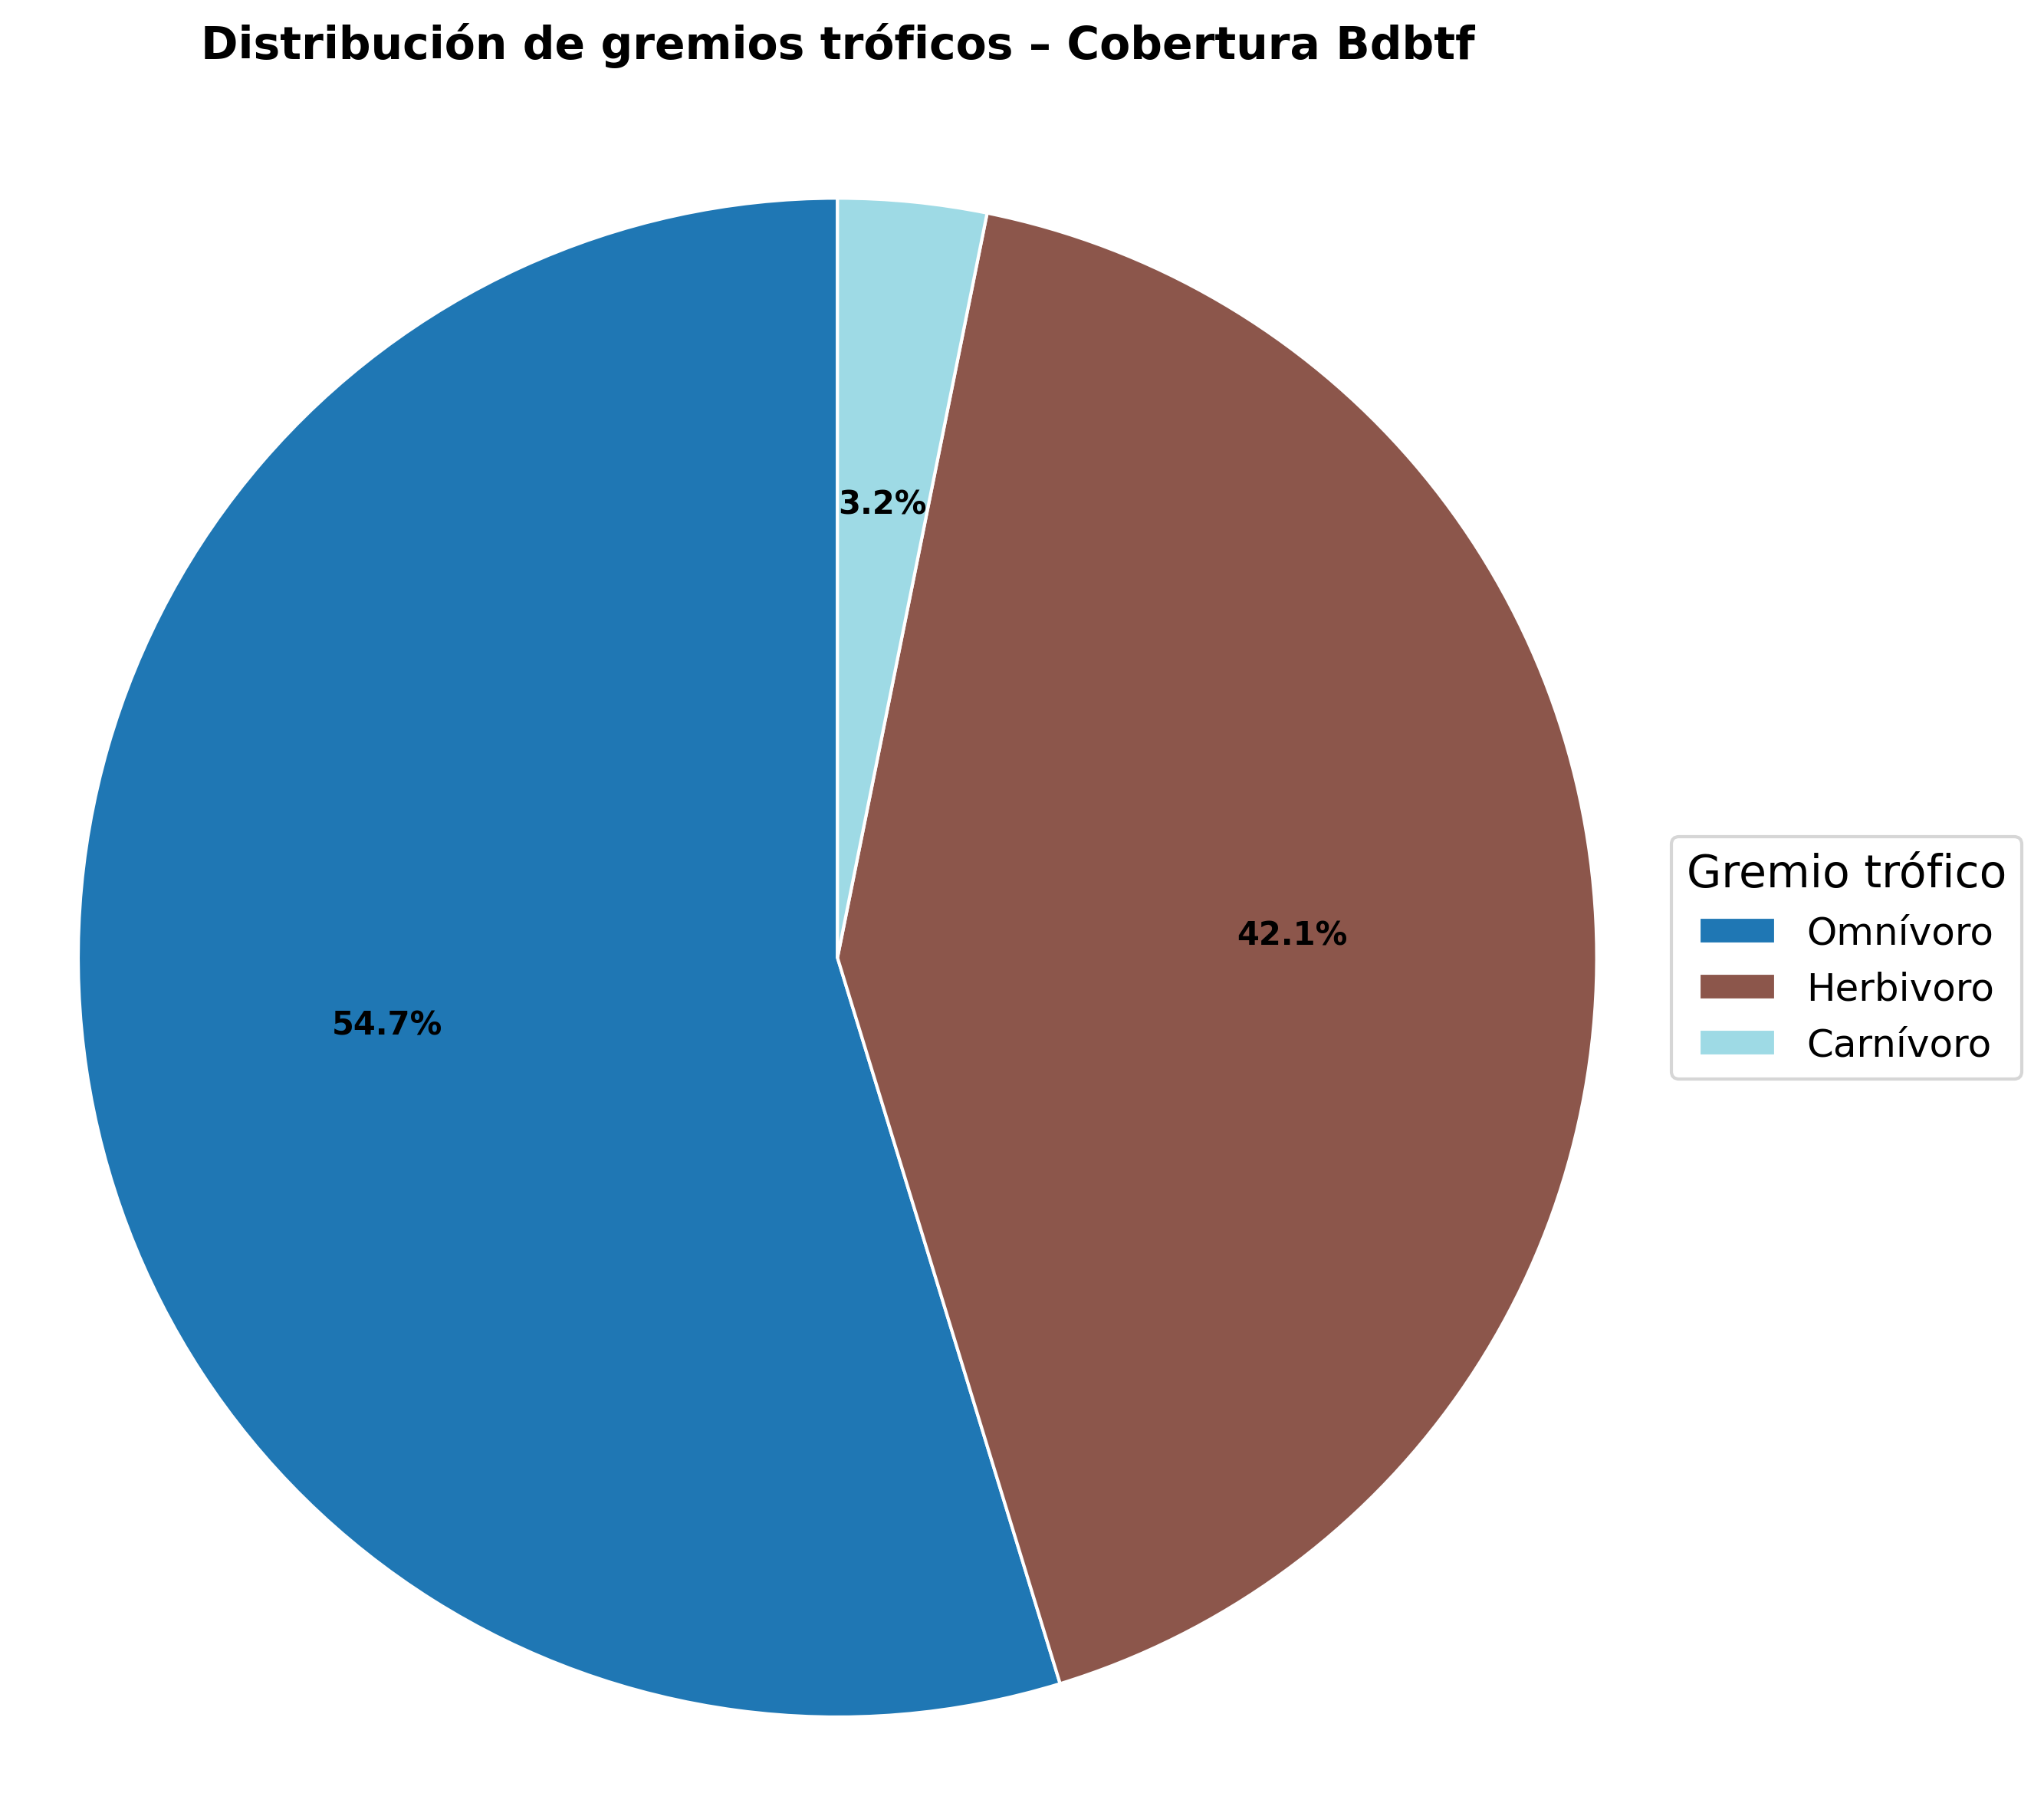 Distribución de gremios tróficos – Cobertura Bdbtf
3.2%
42.1%
54.7%
Gremio trófico
Omnívoro
Herbivoro
Carnívoro